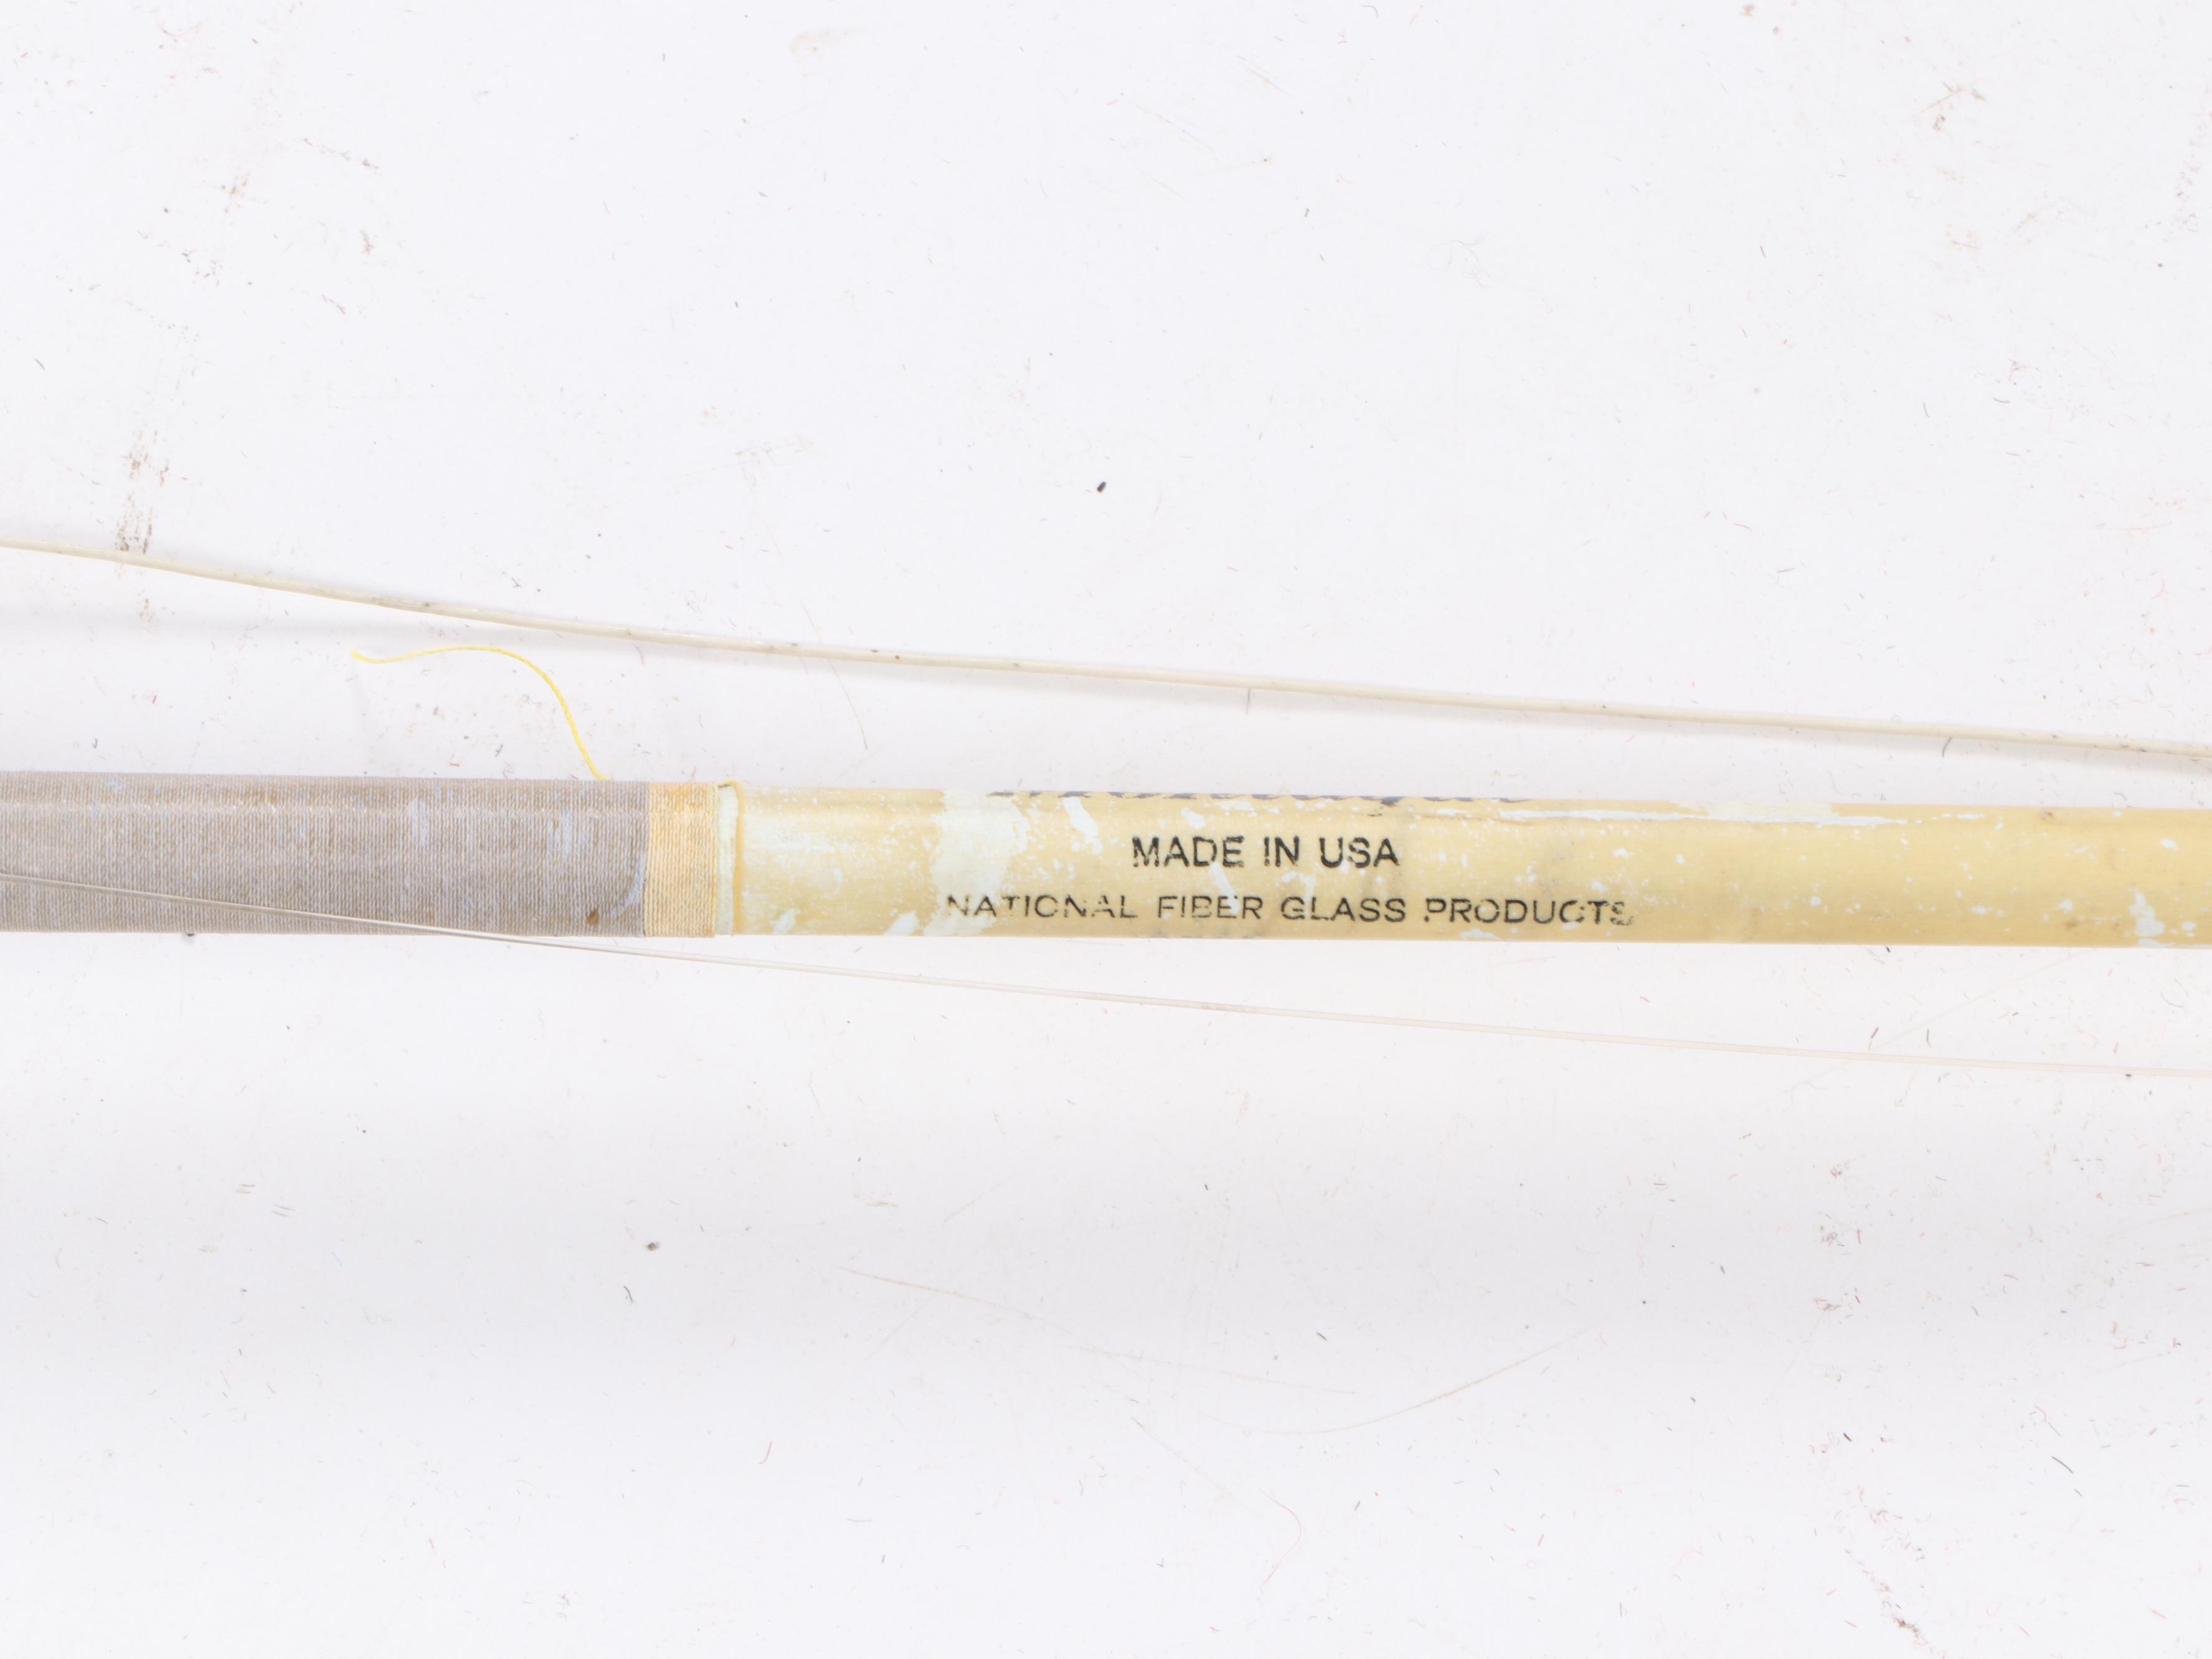 MADE IN USA
NATIONAL FIBER GLASS PRODUCTS